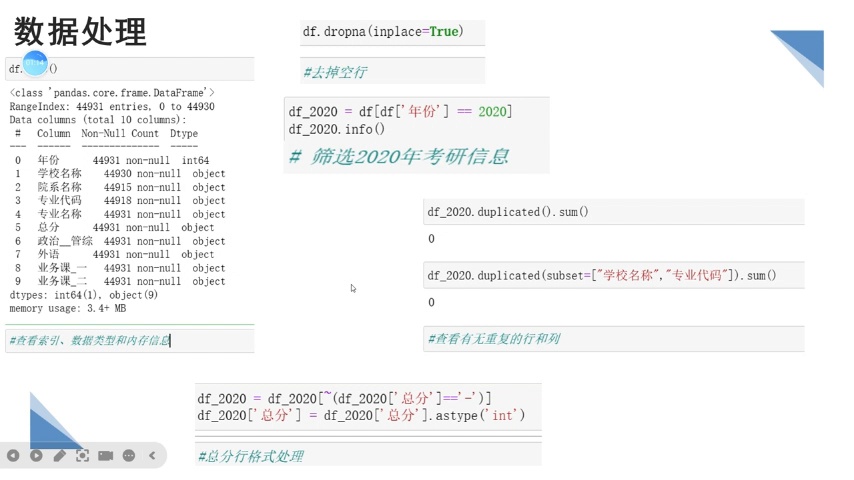 数据处理
df.dropna(inplace=True)
#去掉空行
df.()
<class 'pandas.core.frame.DataFrame'>
RangeIndex: 44931 entries, 0 to 44930
Data columns (total 10 columns):
#   Column  Non-Null Count  Dtype
---  ------  --------------  -----
0   年份      44931 non-null  int64
1   学校名称    44930 non-null  object
2   院系名称    44915 non-null  object
3   专业代码    44918 non-null  object
4   专业名称    44931 non-null  object
5   总分      44931 non-null  object
6   政治__管综  44931 non-null  object
7   外语      44931 non-null  object
8   业务课_一   44931 non-null  object
9   业务课_二   44931 non-null  object
dtypes: int64(1), object(9)
memory usage: 3.4+ MB
#查看索引、数据类型和内存信息
df_2020 = df[df['年份'] == 2020]
df_2020.info()
# 筛选2020年考研信息
df_2020.duplicated().sum()
0
df_2020.duplicated(subset=["学校名称","专业代码"]).sum()
0
#查看有无重复的行和列
df_2020 = df_2020[~(df_2020['总分']=='-')]
df_2020['总分'] = df_2020['总分'].astype('int')
#总分行格式处理